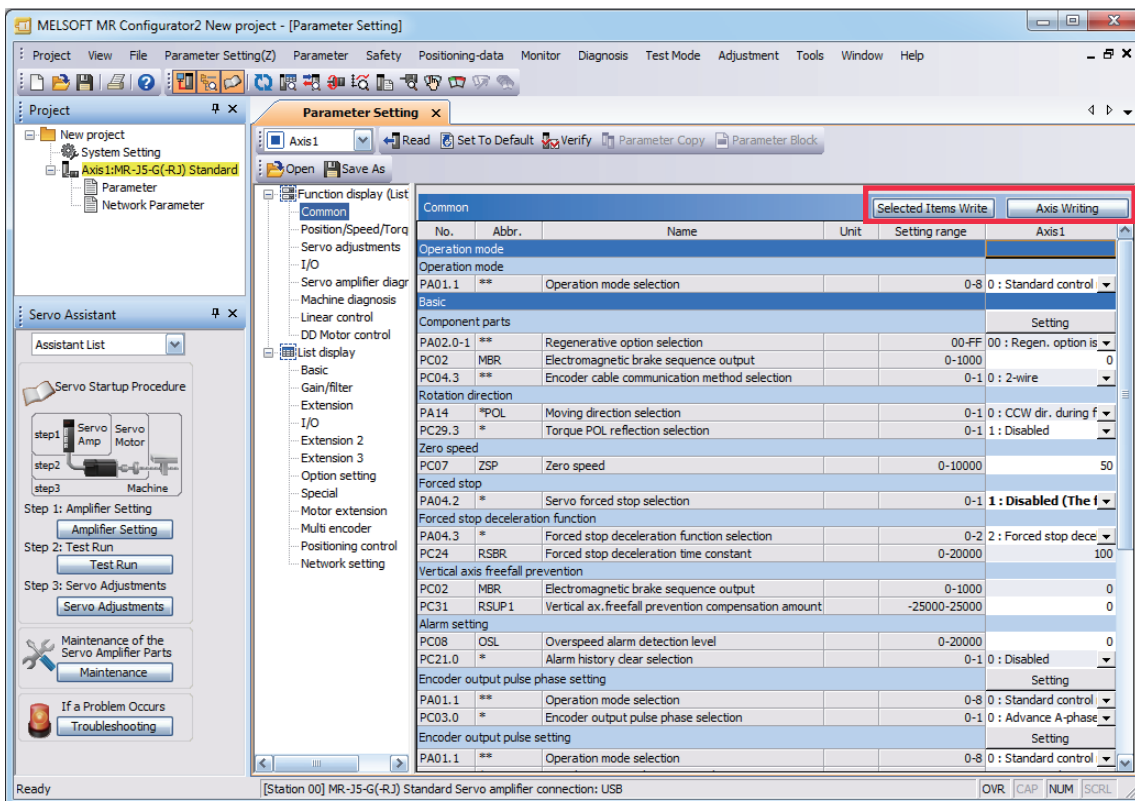 MELSOFT MR Configurator2 New project - [Parameter Setting]
Project View File Parameter Setting(Z) Parameter Safety Positioning-data Monitor Diagnosis Test Mode Adjustment Tools Window Help
Project
New project
System Setting
Axis1:MR-J5-G(-RJ) Standard
Parameter
Network Parameter
Servo Assistant
Assistant List
Servo Startup Procedure
step1 Servo Amp Servo Motor
step2
step3 Machine
Step 1: Amplifier Setting
Amplifier Setting
Step 2: Test Run
Test Run
Step 3: Servo Adjustments
Servo Adjustments
Maintenance of the
Servo Amplifier Parts
Maintenance
If a Problem Occurs
Troubleshooting
Parameter Setting
Axis1 Read Set To Default Verify Parameter Copy Parameter Block
Open Save As
Function display (List
Common
Position/Speed/Torq
Servo adjustments
I/O
Servo amplifier diagr
Machine diagnosis
Linear control
DD Motor control
List display
Basic
Gain/filter
Extension
I/O
Extension 2
Extension 3
Option setting
Special
Motor extension
Multi encoder
Positioning control
Network setting
Common Selected Items Write Axis Writing
No. Abbr. Name Unit Setting range Axis1
Operation mode
Operation mode
PA01.1 ** Operation mode selection 0-8 0 : Standard control
Basic
Component parts Setting
PA02.0-1 ** Regenerative option selection 00-FF 00 : Regen. option is
PC02 MBR Electromagnetic brake sequence output 0-1000 0
PC04.3 ** Encoder cable communication method selection 0-1 0 : 2-wire
Rotation direction
PA14 *POL Moving direction selection 0-1 0 : CCW dir. during f
PC29.3 * Torque POL reflection selection 0-1 1 : Disabled
Zero speed
PC07 ZSP Zero speed 0-10000 50
Forced stop
PA04.2 * Servo forced stop selection 0-1 1 : Disabled (The f
Forced stop deceleration function
PA04.3 * Forced stop deceleration function selection 0-2 2 : Forced stop dece
PC24 RSBR Forced stop deceleration time constant 0-20000 100
Vertical axis freefall prevention
PC02 MBR Electromagnetic brake sequence output 0-1000 0
PC31 RSUP1 Vertical ax.freefall prevention compensation amount -25000-25000 0
Alarm setting
PC08 OSL Overspeed alarm detection level 0-20000 0
PC21.0 * Alarm history clear selection 0-1 0 : Disabled
Encoder output pulse phase setting Setting
PA01.1 ** Operation mode selection 0-8 0 : Standard control
PC03.0 * Encoder output pulse phase selection 0-1 0 : Advance A-phase
Encoder output pulse setting Setting
PA01.1 ** Operation mode selection 0-8 0 : Standard control
Ready [Station 00] MR-J5-G(-RJ) Standard Servo amplifier connection: USB OVR CAP NUM SCRL